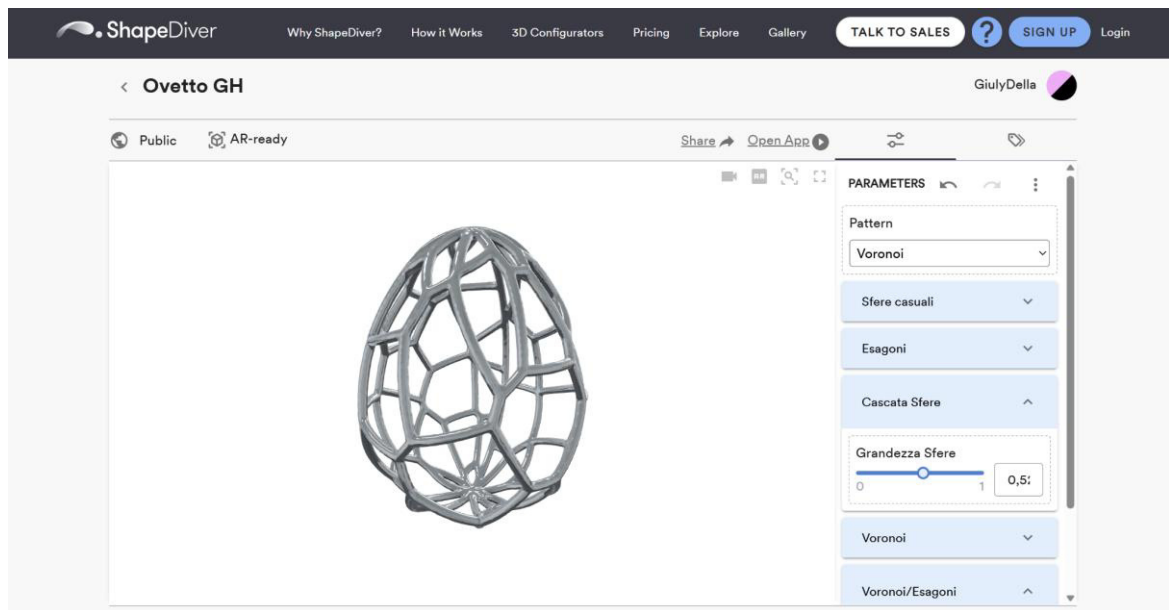 ShapeDiver Why ShapeDiver? How it Works 3D Configurators Pricing Explore Gallery TALK TO SALES ? SIGN UP Login
Ovetto GH GiulyDella
Public AR-ready Share Open App
PARAMETERS
Pattern
Voronoi
Sfere casuali
Esagoni
Cascata Sfere
Grandezza Sfere
0 1 0,5
Voronoi
Voronoi/Esagoni